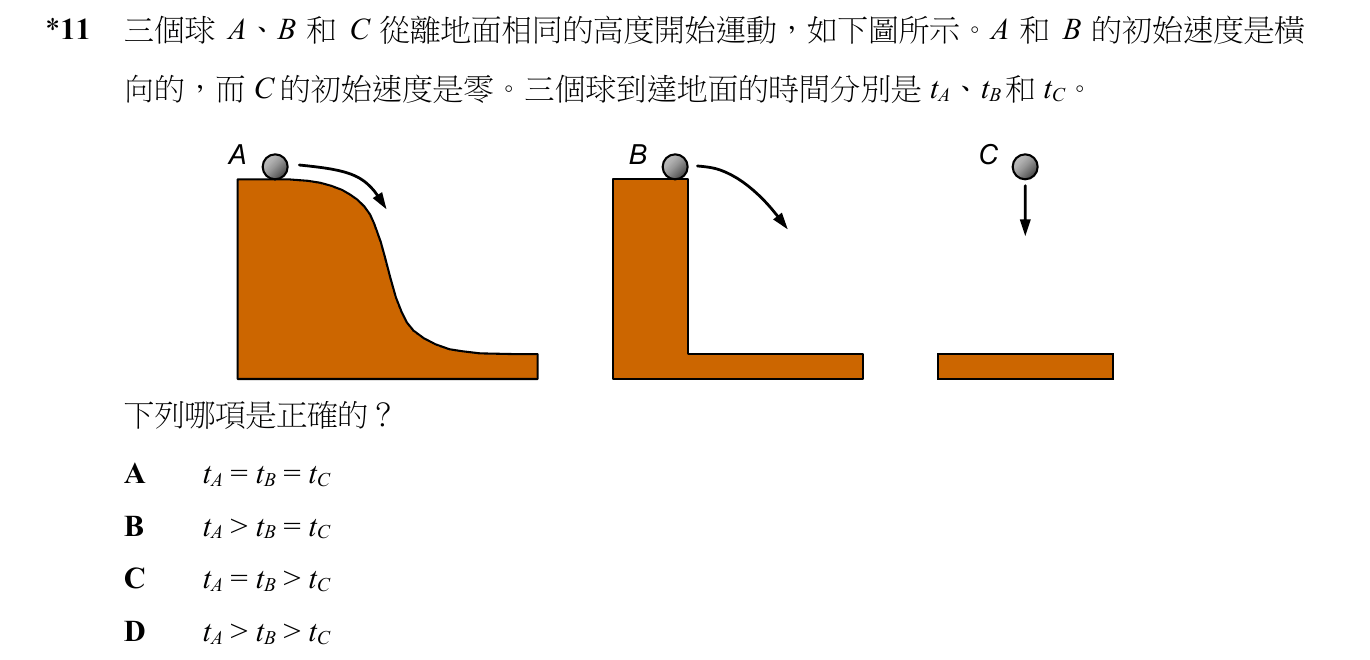 *11 三個球 A、B 和 C 從離地面相同的高度開始運動，如下圖所示。A 和 B 的初始速度是橫
向的，而 C 的初始速度是零。三個球到達地面的時間分別是 tA、tB和 tC。
A B C
下列哪項是正確的？
A tA = tB = tC
B tA > tB = tC
C tA = tB > tC
D tA > tB > tC